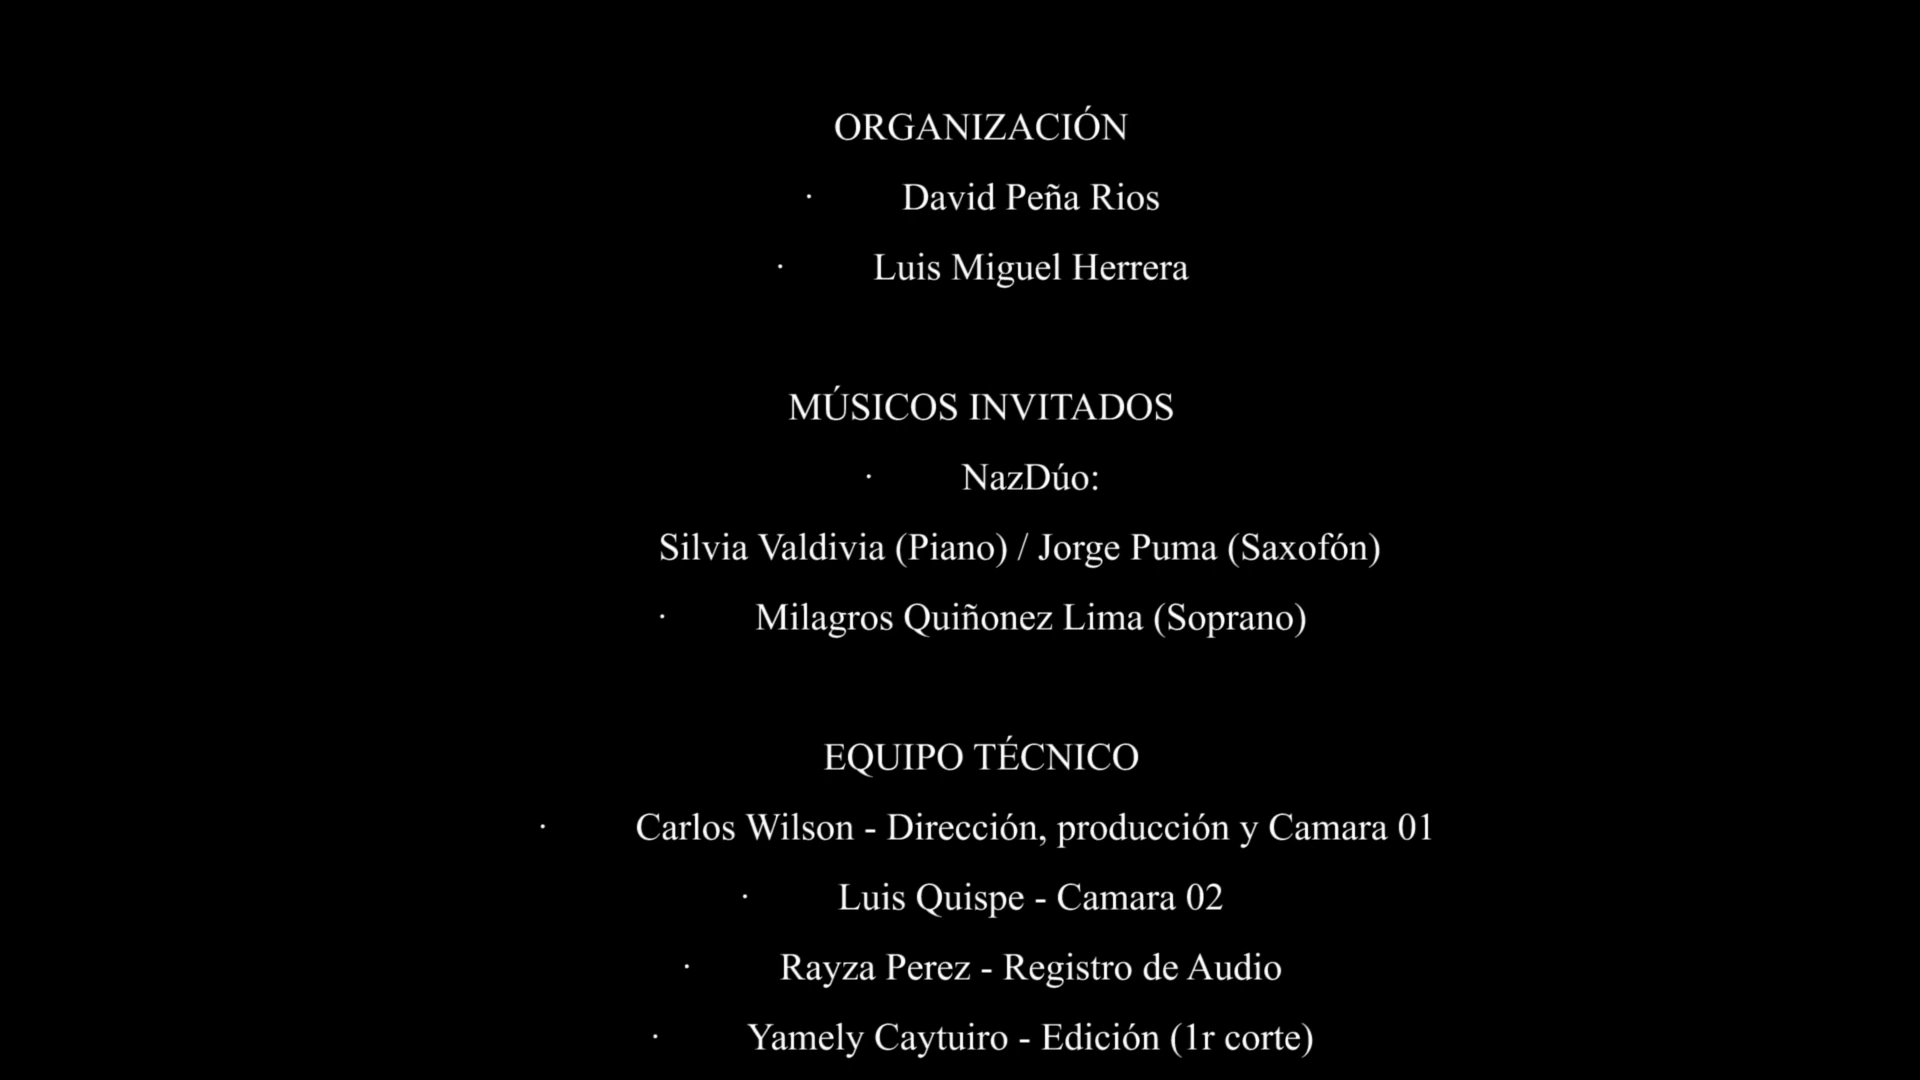 ORGANIZACIÓN
· David Peña Rios
· Luis Miguel Herrera
MÚSICOS INVITADOS
· NazDúo:
Silvia Valdivia (Piano) / Jorge Puma (Saxofón)
· Milagros Quiñonez Lima (Soprano)
EQUIPO TÉCNICO
· Carlos Wilson - Dirección, producción y Camara 01
· Luis Quispe - Camara 02
· Rayza Perez - Registro de Audio
· Yamely Caytuiro - Edición (1r corte)